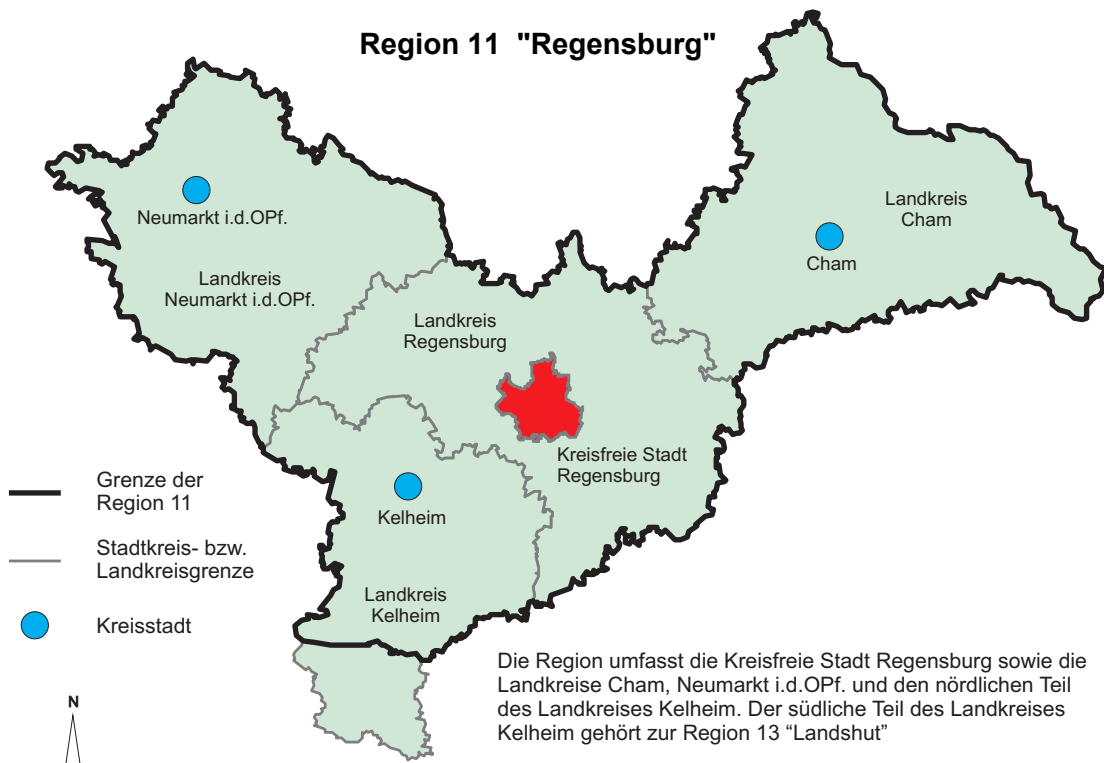 Region 11 "Regensburg"
Neumarkt i.d.OPf.
Landkreis
Neumarkt i.d.OPf.
Landkreis
Cham
Cham
Landkreis
Regensburg
Kreisfreie Stadt
Regensburg
Kelheim
Landkreis
Kelheim
Grenze der
Region 11
Stadtkreis- bzw.
Landkreisgrenze
Kreisstadt
N
Die Region umfasst die Kreisfreie Stadt Regensburg sowie die
Landkreise Cham, Neumarkt i.d.OPf. und den nördlichen Teil
des Landkreises Kelheim. Der südliche Teil des Landkreises
Kelheim gehört zur Region 13 “Landshut”